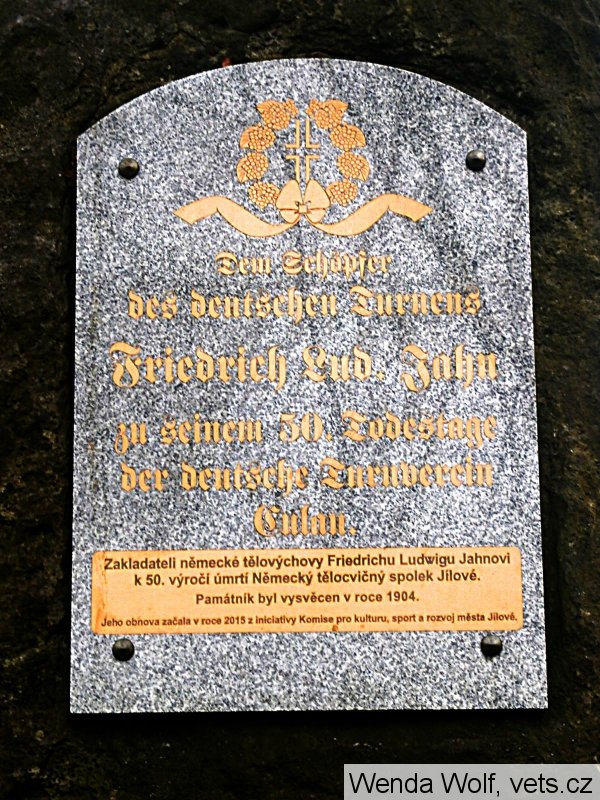 Dem Schöpfer
des deutschen Turnens
Friedrich Lud. Jahn
zu seinem 50. Todestage
der deutsche Turnverein
Eulau.
Zakladateli německé tělovýchovy Friedrichu Ludwigu Jahnovi
k 50. výročí úmrtí Německý tělocvičný spolek Jílové.
Památník byl vysvěcen v roce 1904.
Jeho obnova začala v roce 2015 z iniciativy Komise pro kulturu, sport a rozvoj města Jílové.
Wenda Wolf, vets.cz